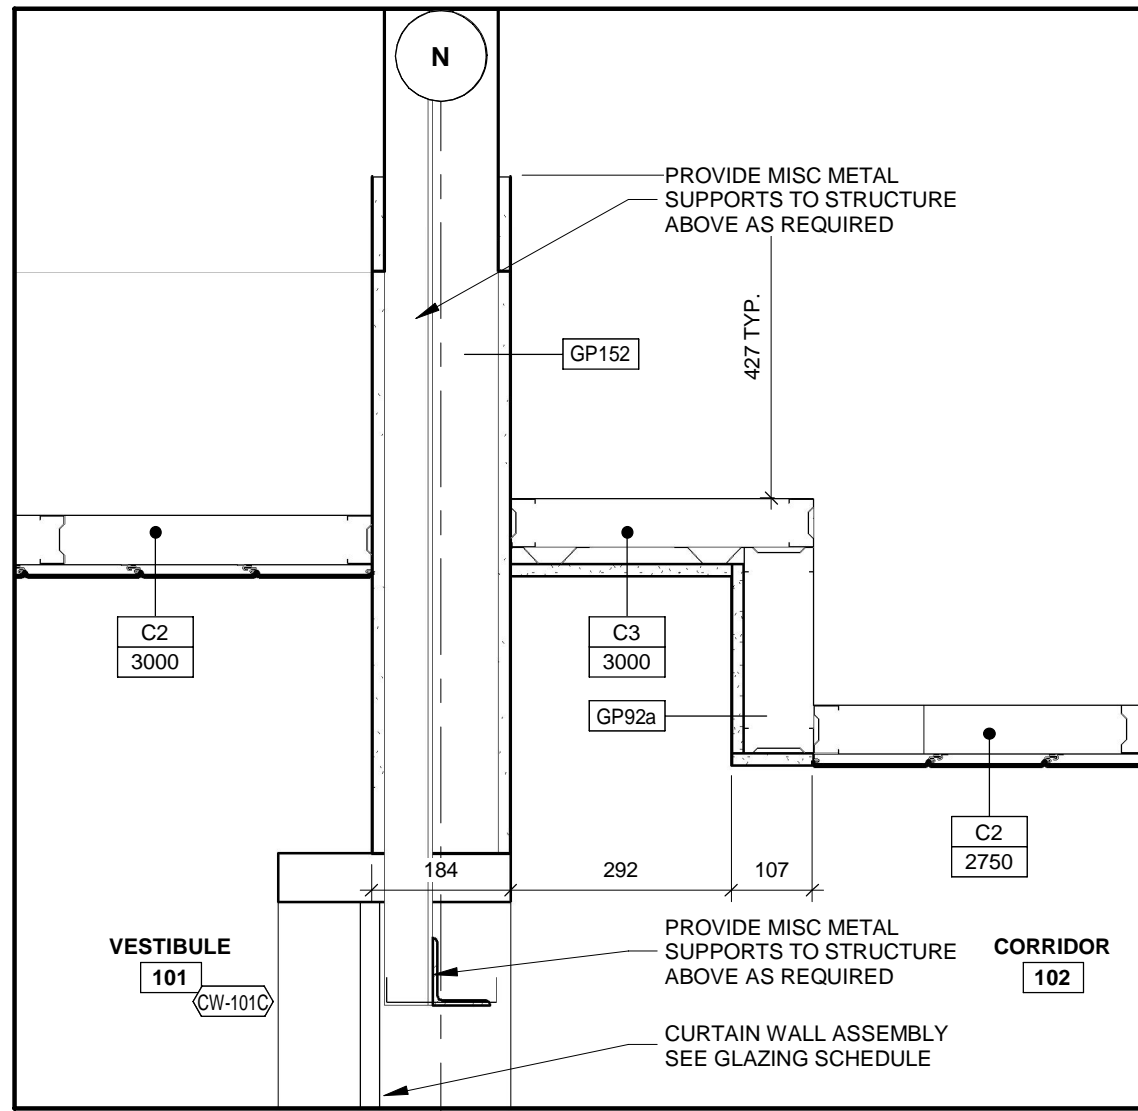 N
PROVIDE MISC METAL
SUPPORTS TO STRUCTURE
ABOVE AS REQUIRED
427 TYP.
GP152
C2
3000
C3
3000
GP92a
C2
2750
184
292
107
VESTIBULE
101
CW-101C
PROVIDE MISC METAL
SUPPORTS TO STRUCTURE
ABOVE AS REQUIRED
CORRIDOR
102
CURTAIN WALL ASSEMBLY
SEE GLAZING SCHEDULE